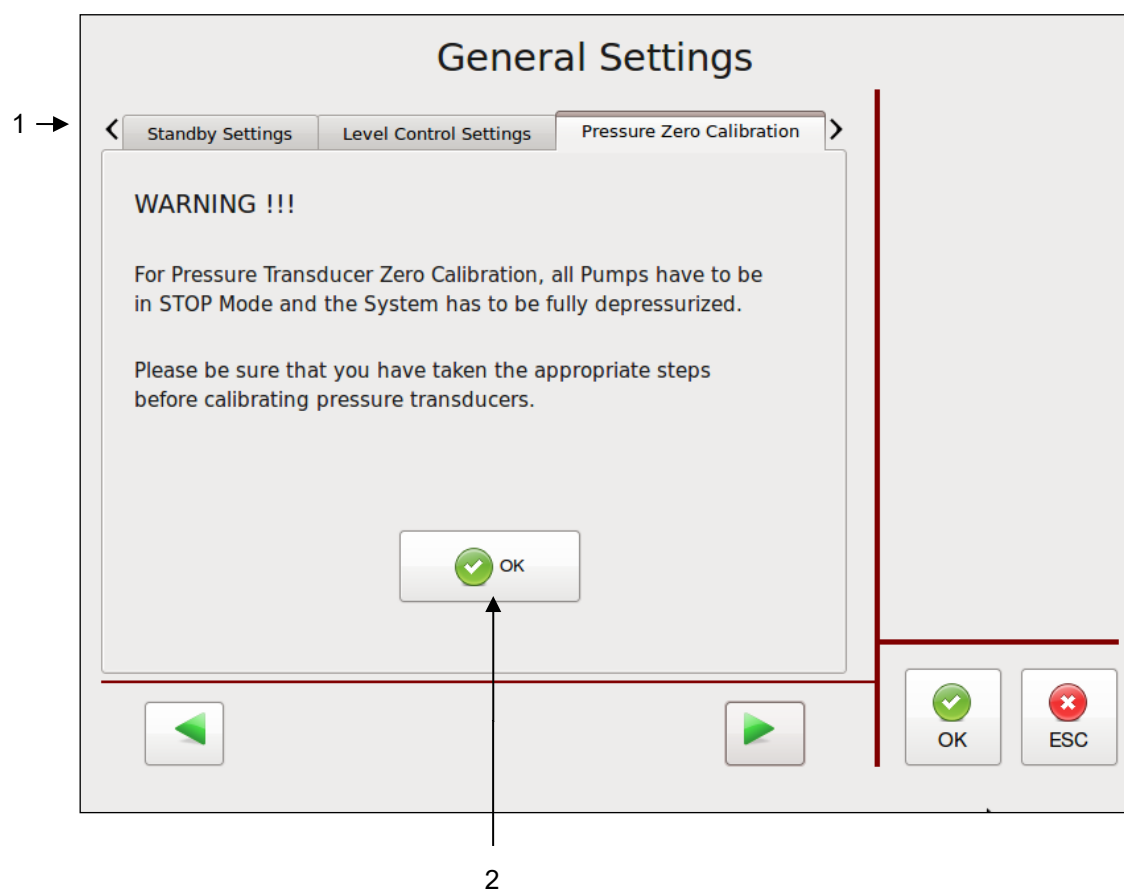 General Settings
1
Standby Settings Level Control Settings Pressure Zero Calibration
WARNING !!!
For Pressure Transducer Zero Calibration, all Pumps have to be
in STOP Mode and the System has to be fully depressurized.
Please be sure that you have taken the appropriate steps
before calibrating pressure transducers.
OK
OK ESC
2